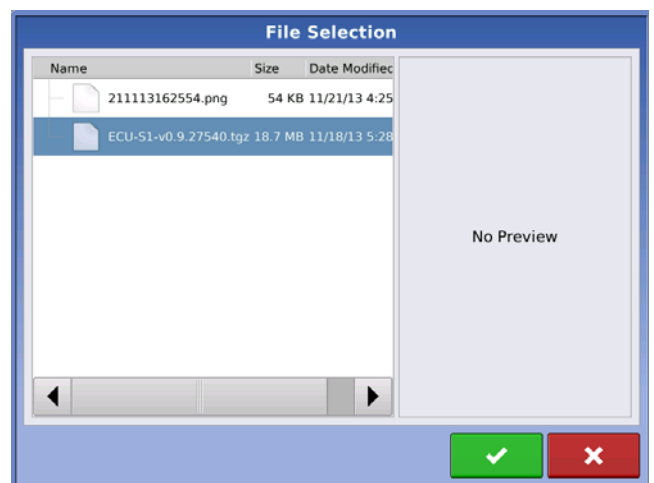 File Selection
Name Size Date Modified
211113162554.png 54 KB 11/21/13 4:25
ECU-S1-v0.9.27540.tgz 18.7 MB 11/18/13 5:28
No Preview